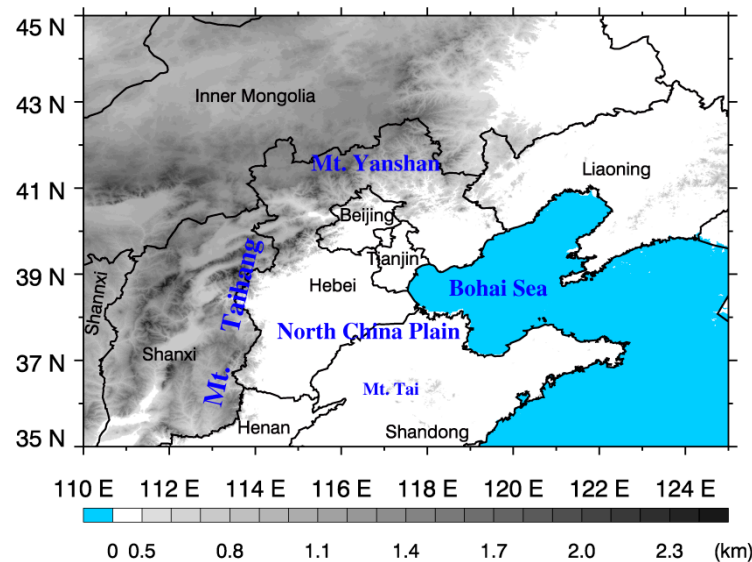 45 N
43 N
Inner Mongolia
Mt. Yanshan
Liaoning
41 N
Beijing
Tianjin
39 N
Mt. Taihang
Hebei
Bohai Sea
Shannxi
North China Plain
Shanxi
37 N
Mt. Tai
Henan
Shandong
35 N
110 E 112 E 114 E 116 E 118 E 120 E 122 E 124 E
0 0.5 0.8 1.1 1.4 1.7 2.0 2.3 (km)